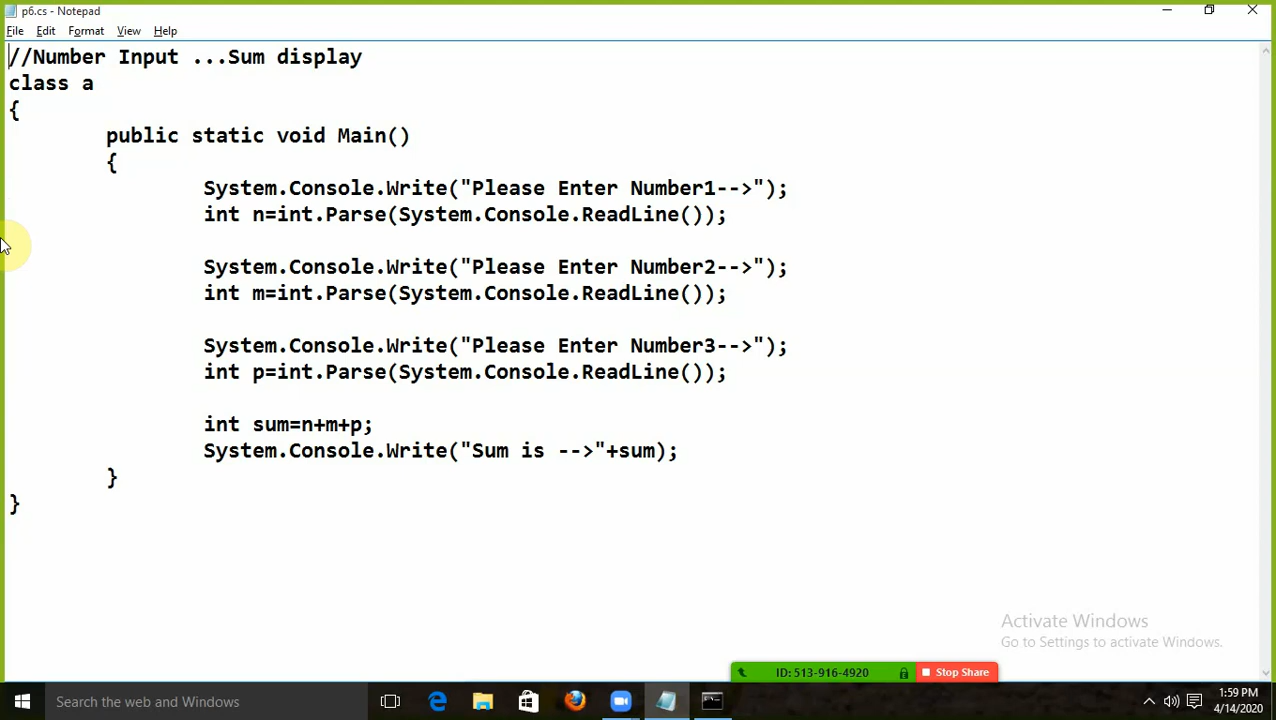 p6.cs - Notepad
File Edit Format View Help
//Number Input ...Sum display
class a
{
public static void Main()
{
System.Console.Write("Please Enter Number1-->");
int n=int.Parse(System.Console.ReadLine());
System.Console.Write("Please Enter Number2-->");
int m=int.Parse(System.Console.ReadLine());
System.Console.Write("Please Enter Number3-->");
int p=int.Parse(System.Console.ReadLine());
int sum=n+m+p;
System.Console.Write("Sum is -->"+sum);
}
}
Activate Windows
Go to Settings to activate Windows.
ID: 513-916-4920 Stop Share
Search the web and Windows
1:59 PM
4/14/2020